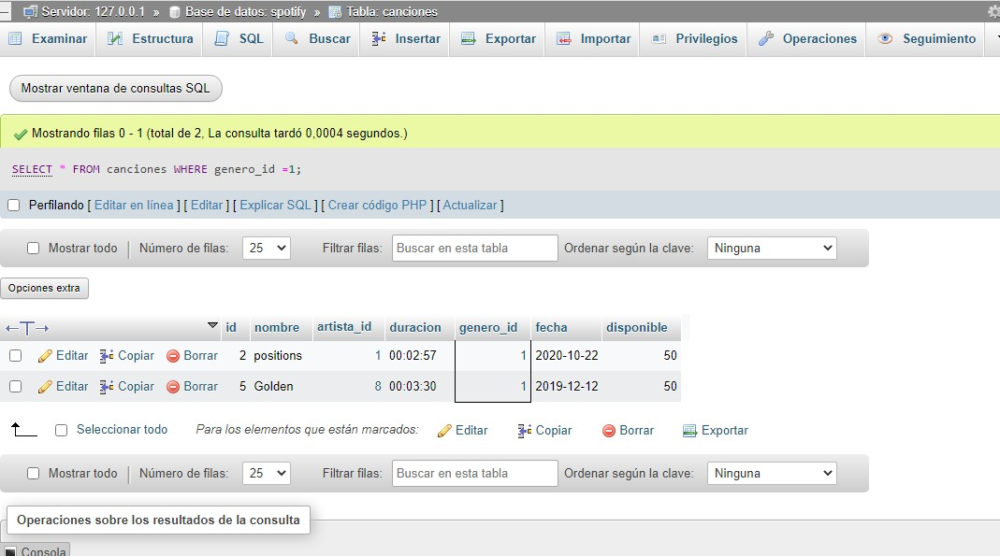 Servidor: 127.0.0.1 » Base de datos: spotify » Tabla: canciones
Examinar Estructura SQL Buscar Insertar Exportar Importar Privilegios Operaciones Seguimiento
Mostrar ventana de consultas SQL
Mostrando filas 0 - 1 (total de 2, La consulta tardó 0,0004 segundos.)
SELECT * FROM canciones WHERE genero_id =1;
Perfilando [ Editar en línea ] [ Editar ] [ Explicar SQL ] [ Crear código PHP ] [ Actualizar ]
Mostrar todo | Número de filas: 25 Filtrar filas: Buscar en esta tabla Ordenar según la clave: Ninguna
Opciones extra
←T→ id nombre artista_id duracion genero_id fecha disponible
Editar Copiar Borrar 2 positions 1 00:02:57 1 2020-10-22 50
Editar Copiar Borrar 5 Golden 8 00:03:30 1 2019-12-12 50
Seleccionar todo Para los elementos que están marcados: Editar Copiar Borrar Exportar
Mostrar todo | Número de filas: 25 Filtrar filas: Buscar en esta tabla Ordenar según la clave: Ninguna
Operaciones sobre los resultados de la consulta
Consola